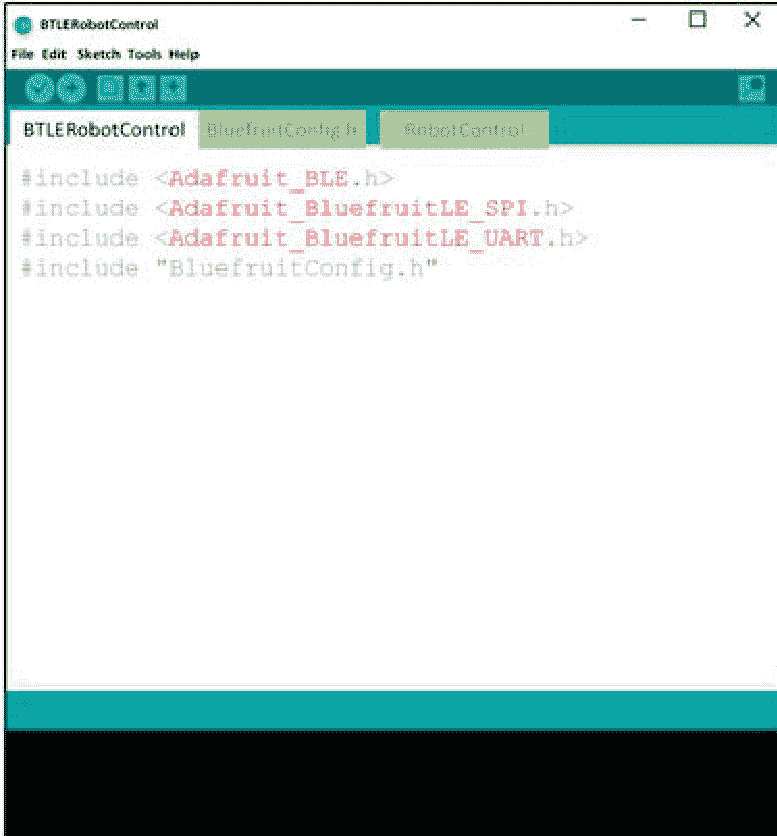 BTLERobotControl
File Edit Sketch Tools Help
BTLERobotControl BluefruitConfig.h RobotControl
#include <Adafruit_BLE.h>
#include <Adafruit_BluefruitLE_SPI.h>
#include <Adafruit_BluefruitLE_UART.h>
#include "BluefruitConfig.h"